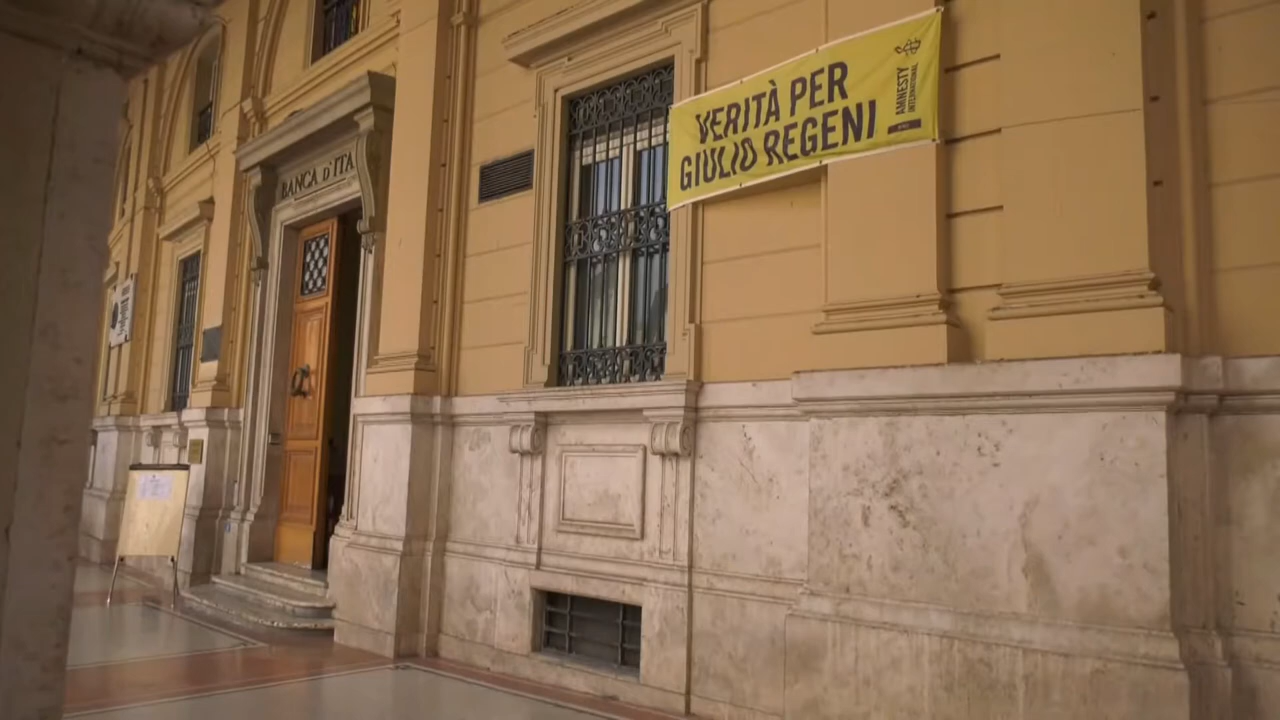 BANCA D'ITA
VERITÀ PER
GIULIO REGENI
AMNESTY
INTERNATIONAL